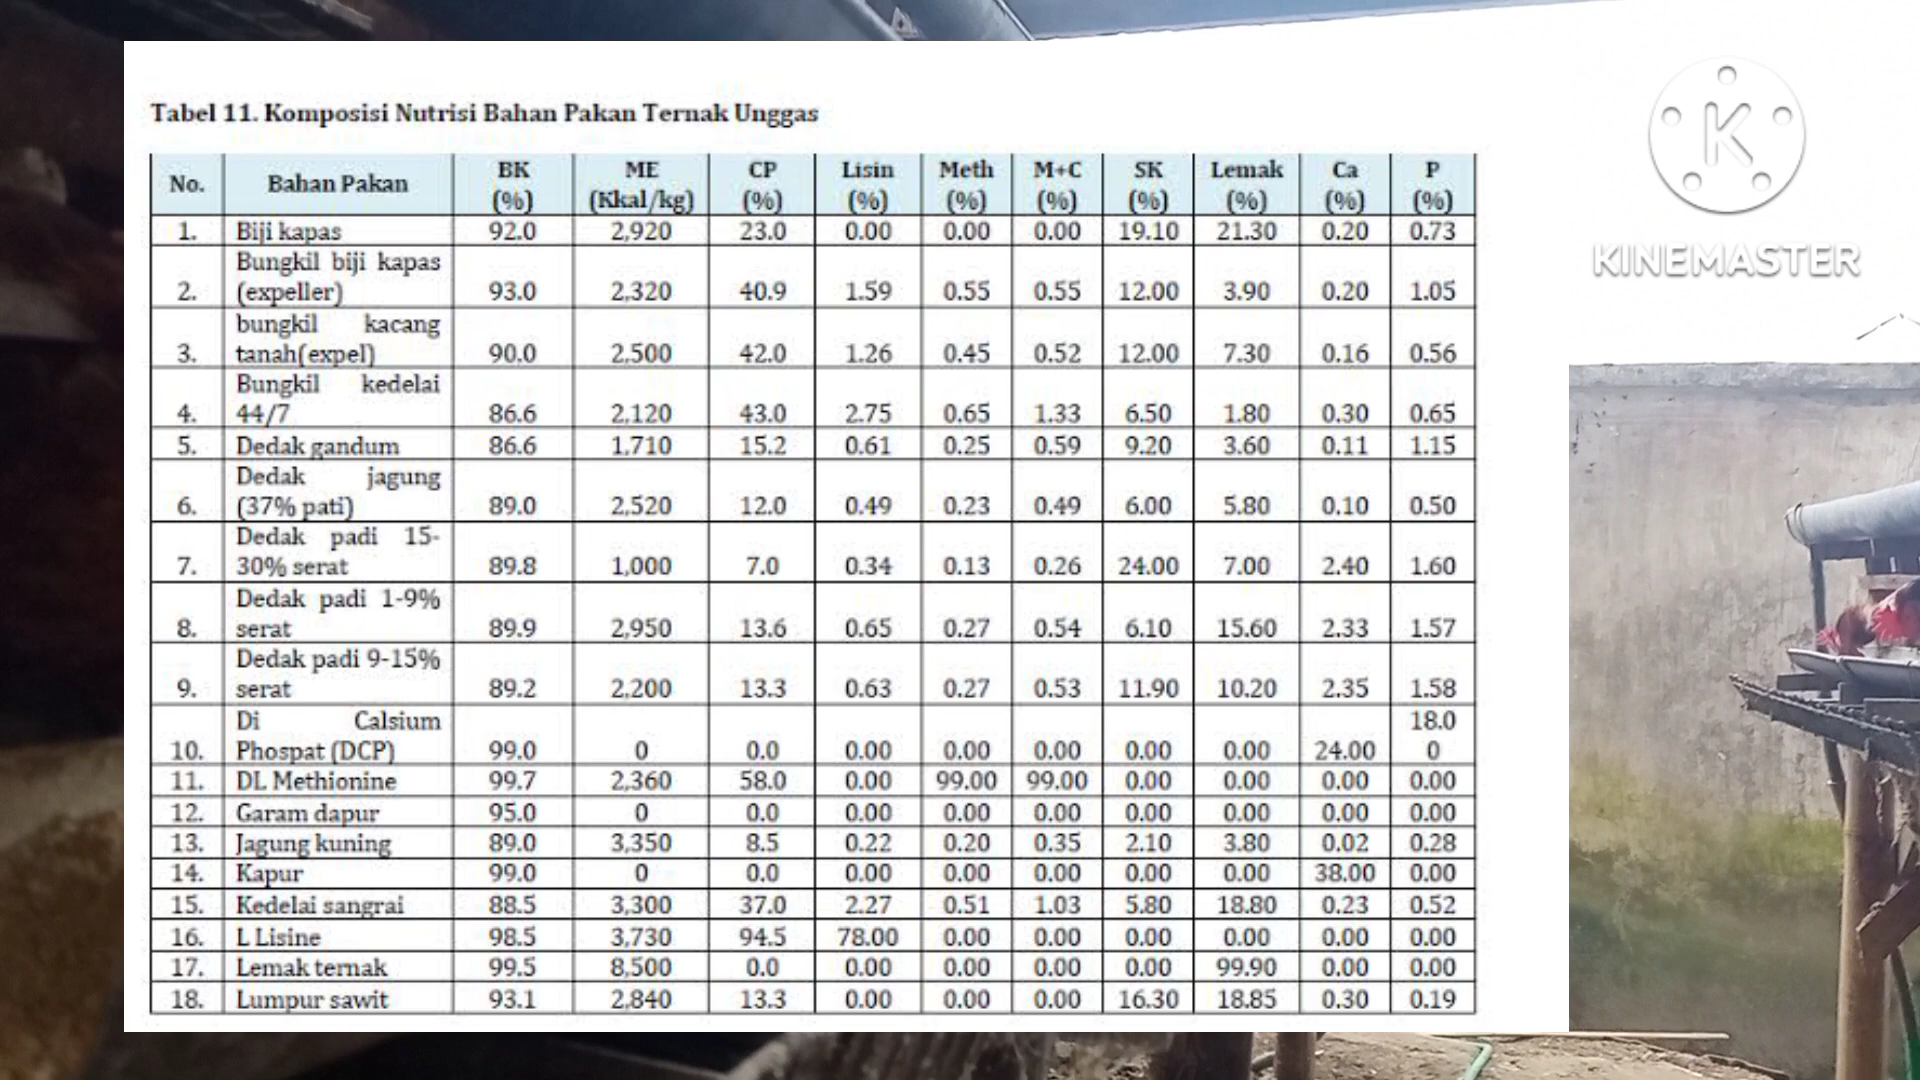 Tabel 11. Komposisi Nutrisi Bahan Pakan Ternak Unggas
No. Bahan Pakan BK (%) ME (Kkal/kg) CP (%) Lisin (%) Meth (%) M+C (%) SK (%) Lemak (%) Ca (%) P (%)
1. Biji kapas 92.0 2,920 23.0 0.00 0.00 0.00 19.10 21.30 0.20 0.73
2. Bungkil biji kapas (expeller) 93.0 2,320 40.9 1.59 0.55 0.55 12.00 3.90 0.20 1.05
3. bungkil kacang tanah(expel) 90.0 2,500 42.0 1.26 0.45 0.52 12.00 7.30 0.16 0.56
4. Bungkil kedelai 44/7 86.6 2,120 43.0 2.75 0.65 1.33 6.50 1.80 0.30 0.65
5. Dedak gandum 86.6 1,710 15.2 0.61 0.25 0.59 9.20 3.60 0.11 1.15
6. Dedak jagung (37% pati) 89.0 2,520 12.0 0.49 0.23 0.49 6.00 5.80 0.10 0.50
7. Dedak padi 15-30% serat 89.8 1,000 7.0 0.34 0.13 0.26 24.00 7.00 2.40 1.60
8. Dedak padi 1-9% serat 89.9 2,950 13.6 0.65 0.27 0.54 6.10 15.60 2.33 1.57
9. Dedak padi 9-15% serat 89.2 2,200 13.3 0.63 0.27 0.53 11.90 10.20 2.35 1.58
10. Di Calsium Phospat (DCP) 99.0 0 0.0 0.00 0.00 0.00 0.00 0.00 24.00 18.00
11. DL Methionine 99.7 2,360 58.0 0.00 99.00 99.00 0.00 0.00 0.00 0.00
12. Garam dapur 95.0 0 0.0 0.00 0.00 0.00 0.00 0.00 0.00 0.00
13. Jagung kuning 89.0 3,350 8.5 0.22 0.20 0.35 2.10 3.80 0.02 0.28
14. Kapur 99.0 0 0.0 0.00 0.00 0.00 0.00 0.00 38.00 0.00
15. Kedelai sangrai 88.5 3,300 37.0 2.27 0.51 1.03 5.80 18.80 0.23 0.52
16. L Lisine 98.5 3,730 94.5 78.00 0.00 0.00 0.00 0.00 0.00 0.00
17. Lemak ternak 99.5 8,500 0.0 0.00 0.00 0.00 0.00 99.90 0.00 0.00
18. Lumpur sawit 93.1 2,840 13.3 0.00 0.00 0.00 16.30 18.85 0.30 0.19
K
KINEMASTER